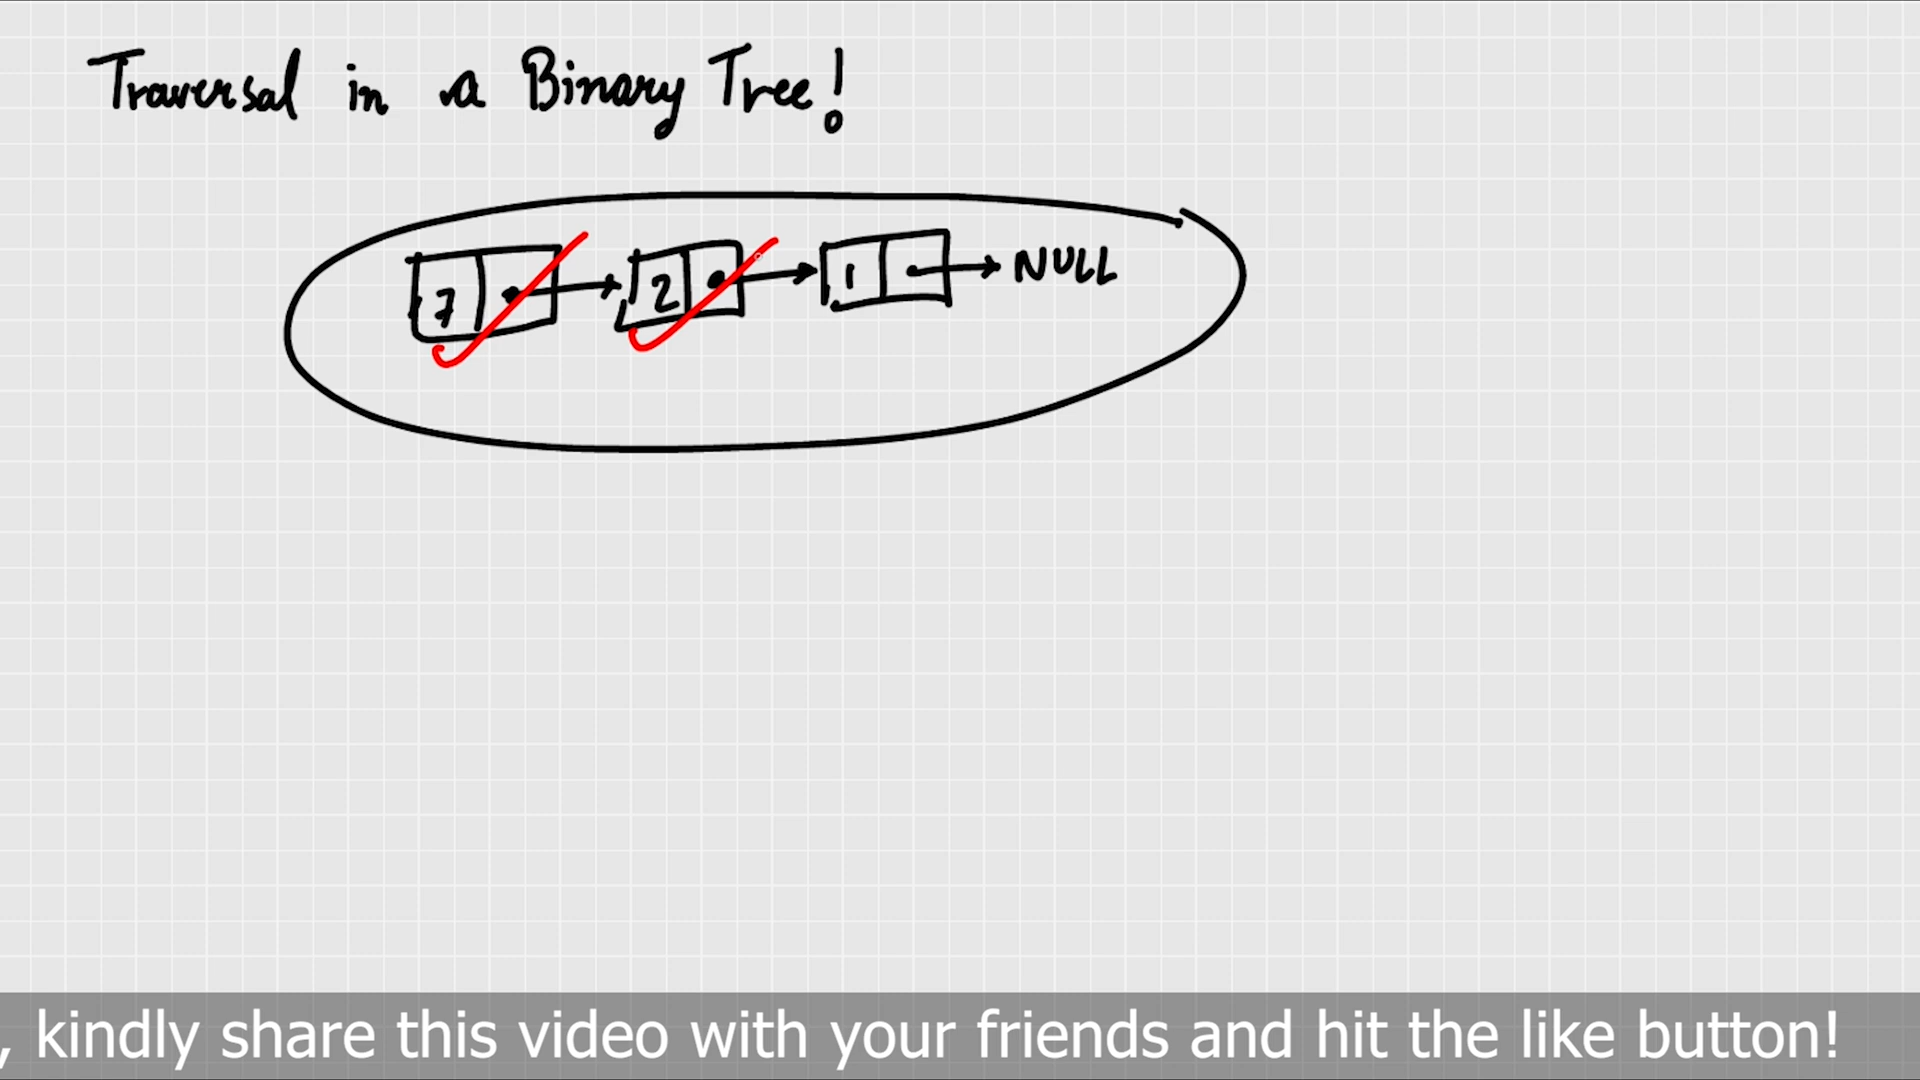 Traversal in a Binary Tree!
7 2 1 NULL
, kindly share this video with your friends and hit the like button!